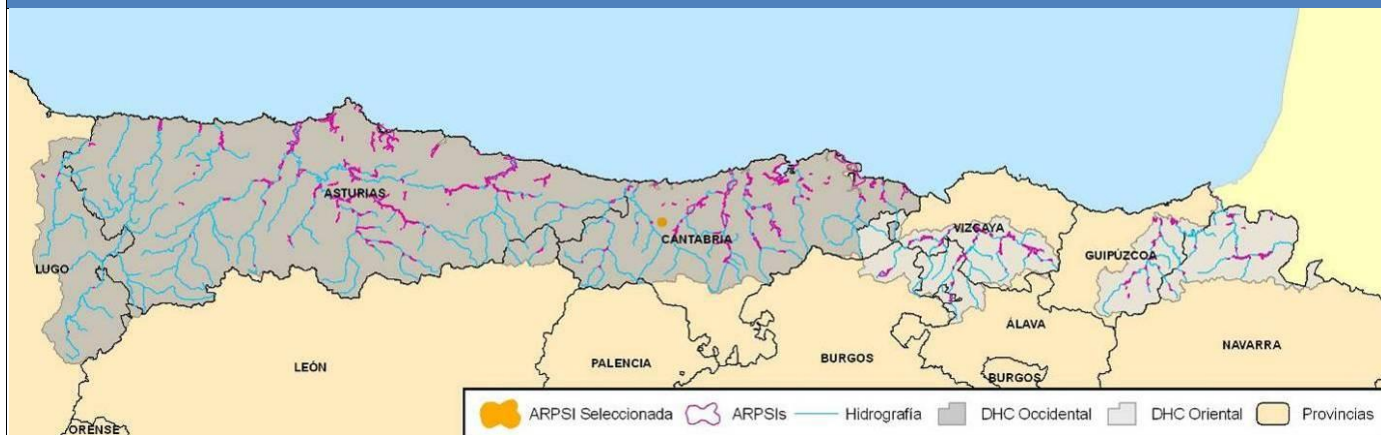 ASTURIAS
CANTABRIA
VIZCAYA
GUIPÚZCOA
LUGO
ÁLAVA
NAVARRA
LEÓN
PALENCIA
BURGOS
BURGOS
ORENSE
ARPSI Seleccionada ARPSIs Hidrografía DHC Occidental DHC Oriental Provincias